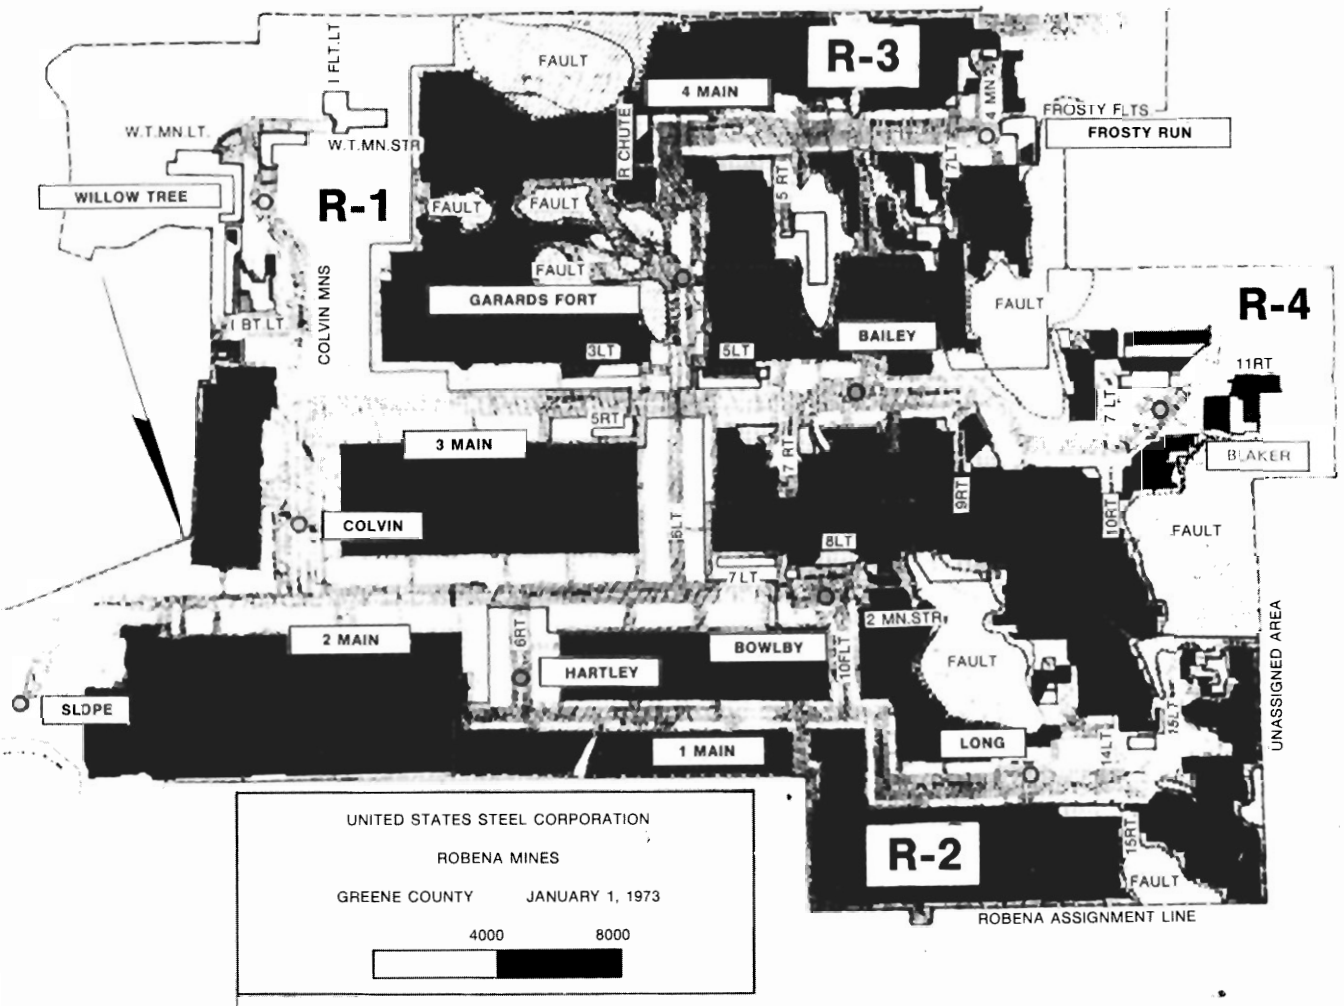 I FLT.LT
FAULT
R-3
4 MAIN
4 MN
FROSTY FLTS.
FROSTY RUN
W.T.MN.LT.
W.T.MN.STR
R CHUTE
7LT
WILLOW TREE
R-1
FAULT
FAULT
5 RT
FAULT
GARARDS FORT
FAULT
R-4
COLVIN MNS
I BT.LT.
BAILEY
3LT
5LT
11RT
7 LT
5RT
3 MAIN
7 RT
BLAKER
9RT
10RT
COLVIN
6LT
FAULT
8LT
7LT
2 MAIN
6RT
2 MN.STR.
BOWLBY
HARTLEY
10FLT
FAULT
UNASSIGNED AREA
SLOPE
15LT
1 MAIN
LONG
14LT
UNITED STATES STEEL CORPORATION
ROBENA MINES
GREENE COUNTY JANUARY 1, 1973
4000 8000
R-2
15RT
FAULT
ROBENA ASSIGNMENT LINE